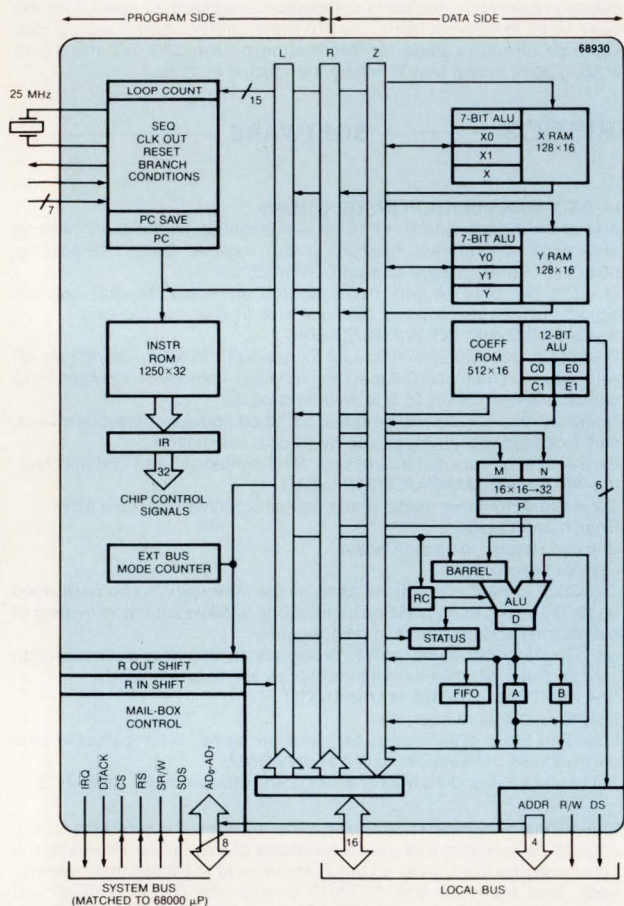 PROGRAM SIDE
DATA SIDE
68930
L
R
Z
25 MHz
LOOP COUNT
15
SEQ
CLK OUT
RESET
BRANCH
CONDITIONS
7
PC SAVE
PC
7-BIT ALU
X0
X1
X
X RAM
128×16
7-BIT ALU
Y0
Y1
Y
Y RAM
128×16
INSTR
ROM
1250×32
COEFF
ROM
512×16
12-BIT
ALU
C0
E0
C1
E1
IR
32
CHIP CONTROL
SIGNALS
M
16×16→32
P
6
EXT BUS
MODE COUNTER
BARREL
RC
ALU
D
STATUS
FIFO
A
B
R OUT SHIFT
R IN SHIFT
MAIL-BOX
CONTROL
IRQ
DTACK
CS
RS
SR/W
SDS
AD0-AD7
ADDR
R/W
DS
8
16
4
SYSTEM BUS
(MATCHED TO 68000 µP)
LOCAL BUS